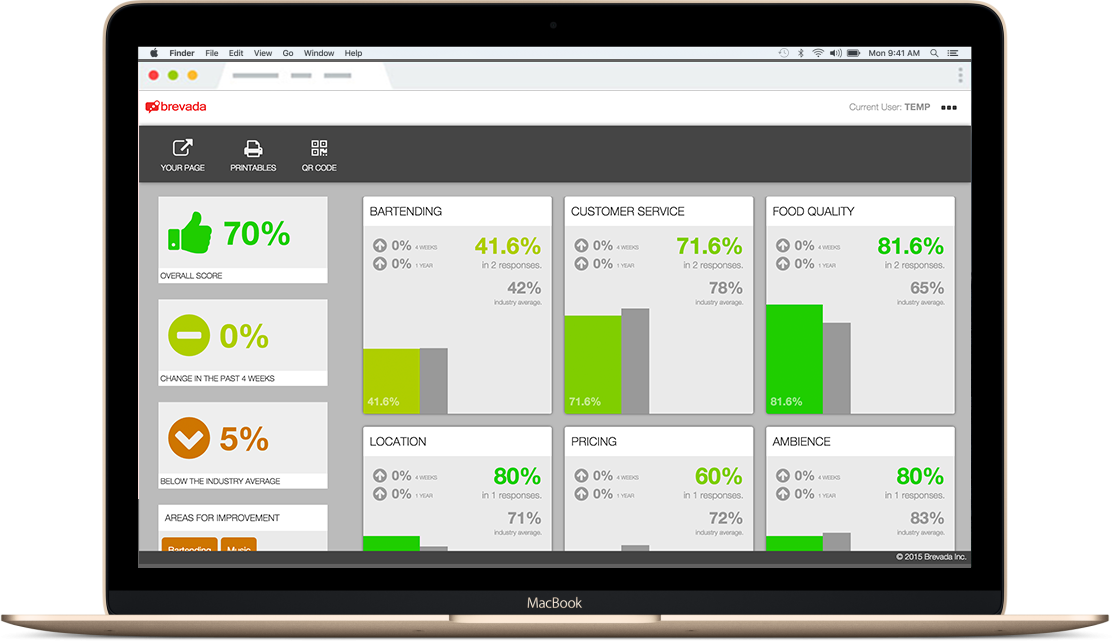 Finder File Edit View Go Window Help
Mon 9:41 AM
brevada
Current User: TEMP
YOUR PAGE
PRINTABLES
QR CODE
70%
OVERALL SCORE
0%
CHANGE IN THE PAST 4 WEEKS
5%
BELOW THE INDUSTRY AVERAGE
AREAS FOR IMPROVEMENT
Bartending
Music
BARTENDING
0% 4 WEEKS
0% 1 YEAR
41.6%
in 2 responses.
42%
industry average.
41.6%
CUSTOMER SERVICE
0% 4 WEEKS
0% 1 YEAR
71.6%
in 2 responses.
78%
industry average.
71.6%
FOOD QUALITY
0% 4 WEEKS
0% 1 YEAR
81.6%
in 2 responses.
65%
industry average.
81.6%
LOCATION
0% 4 WEEKS
0% 1 YEAR
80%
in 1 responses.
71%
industry average.
PRICING
0% 4 WEEKS
0% 1 YEAR
60%
in 1 responses.
72%
industry average.
AMBIENCE
0% 4 WEEKS
0% 1 YEAR
80%
in 1 responses.
83%
industry average.
© 2015 Brevada Inc.
MacBook